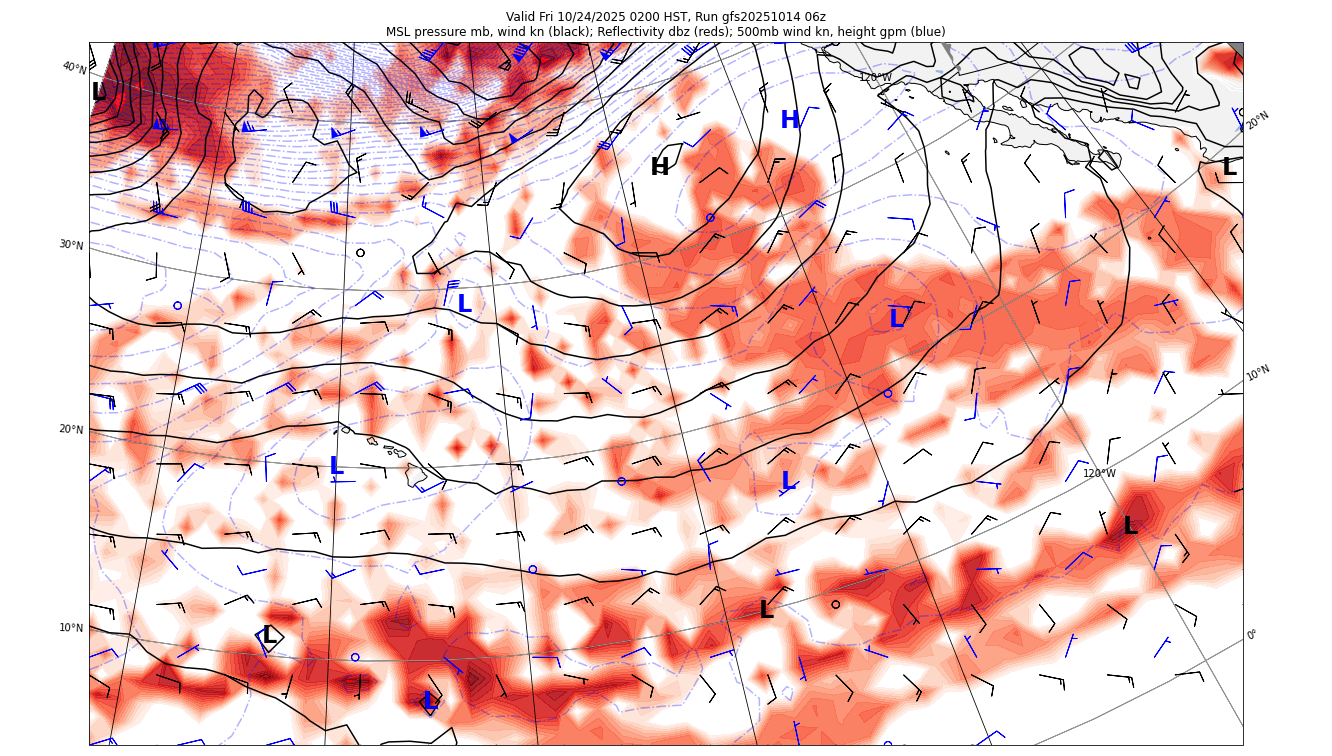 Valid Fri 10/24/2025 0200 HST, Run gfs20251014 06z
MSL pressure mb, wind kn (black); Reflectivity dbz (reds); 500mb wind kn, height gpm (blue)
40°N
120°W
L
H
20°N
H
L
30°N
L
L
10°N
20°N
L
120°W
L
L
L
10°N
L
0°
L